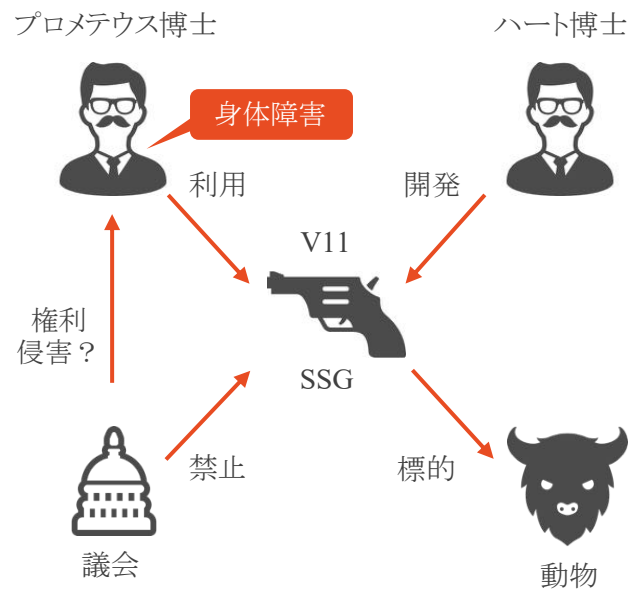 プロメテウス博士
ハート博士
身体障害
利用
開発
V11
権利
侵害？
SSG
禁止
標的
議会
動物